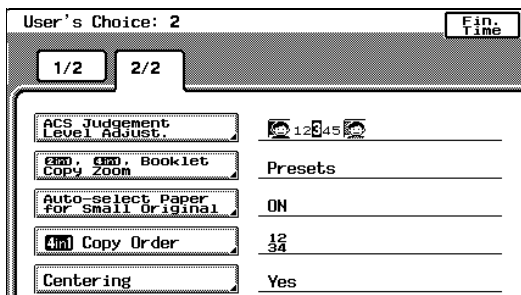 User's Choice: 2
Fin.
Time
1/2
2/2
ACS Judgement
Level Adjust.
12345
2in1, 4in1, Booklet
Copy Zoom
Presets
Auto-select Paper
for Small Original
ON
4in1 Copy Order
12
34
Centering
Yes